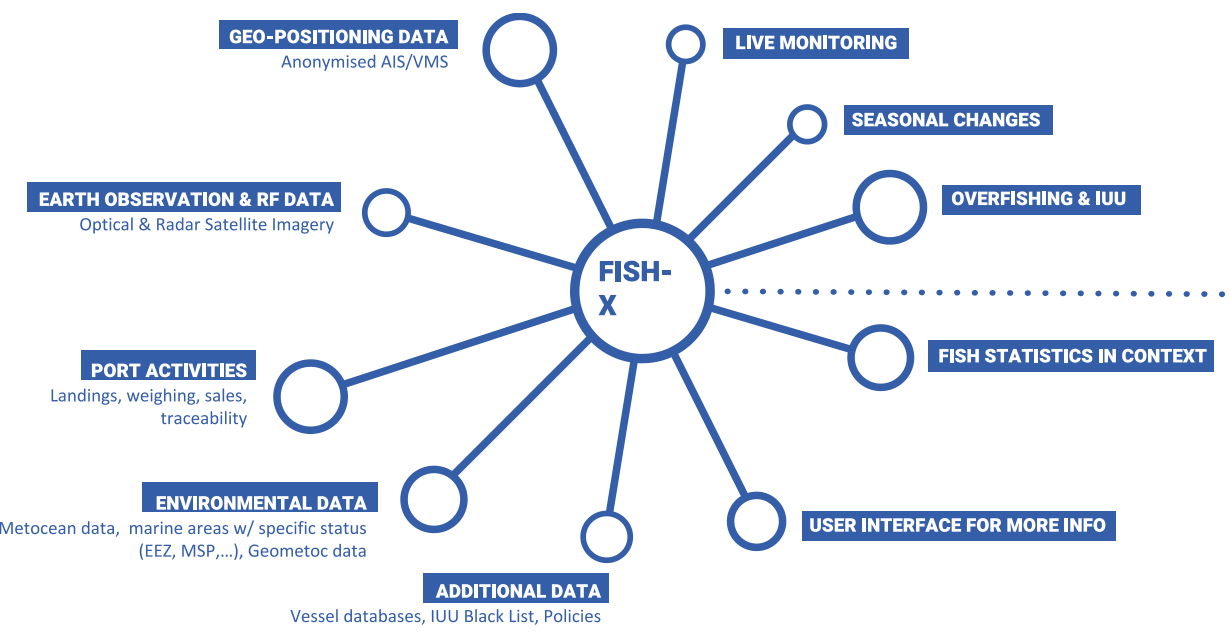 GEO-POSITIONING DATA
Anonymised AIS/VMS
LIVE MONITORING
SEASONAL CHANGES
EARTH OBSERVATION & RF DATA
Optical & Radar Satellite Imagery
OVERFISHING & IUU
FISH-
X
PORT ACTIVITIES
Landings, weighing, sales,
traceability
FISH STATISTICS IN CONTEXT
ENVIRONMENTAL DATA
Metocean data, marine areas w/ specific status
(EEZ, MSP,...), Geometoc data
USER INTERFACE FOR MORE INFO
ADDITIONAL DATA
Vessel databases, IUU Black List, Policies